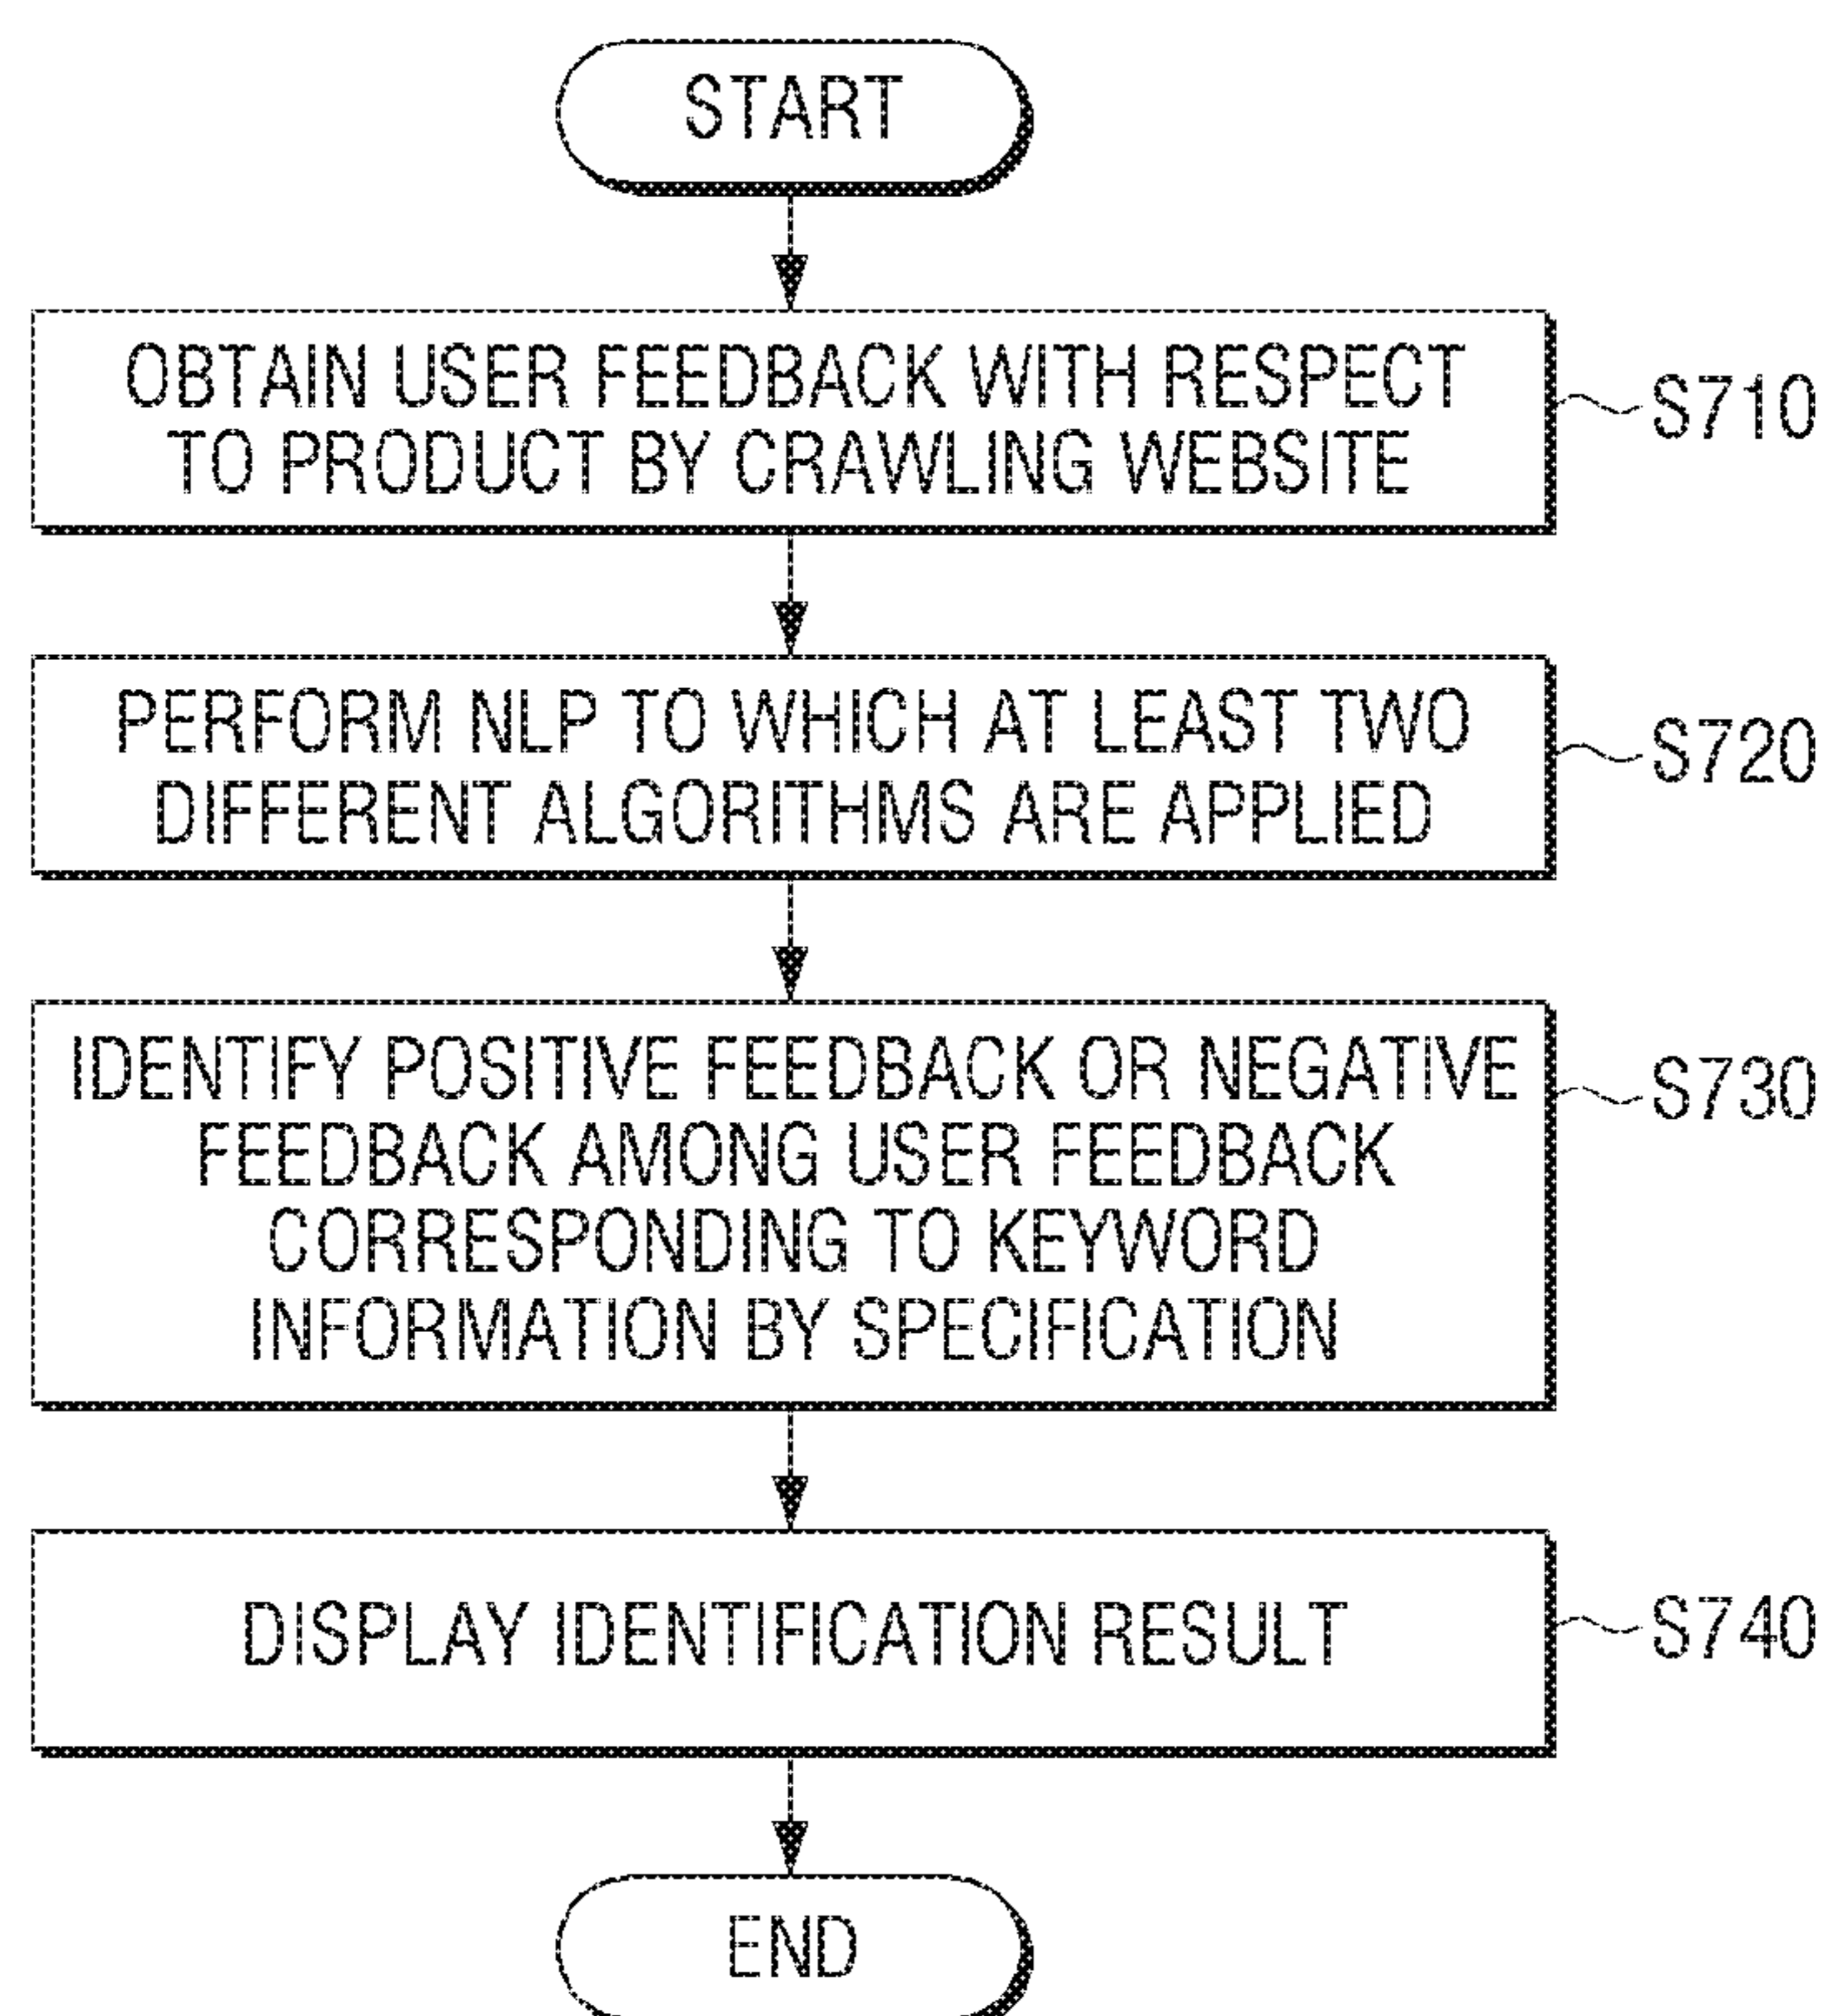 START
OBTAIN USER FEEDBACK WITH RESPECT
TO PRODUCT BY CRAWLING WEBSITE
S710
PERFORM NLP TO WHICH AT LEAST TWO
DIFFERENT ALGORITHMS ARE APPLIED
S720
IDENTIFY POSITIVE FEEDBACK OR NEGATIVE
FEEDBACK AMONG USER FEEDBACK
CORRESPONDING TO KEYWORD
INFORMATION BY SPECIFICATION
S730
DISPLAY IDENTIFICATION RESULT
S740
END